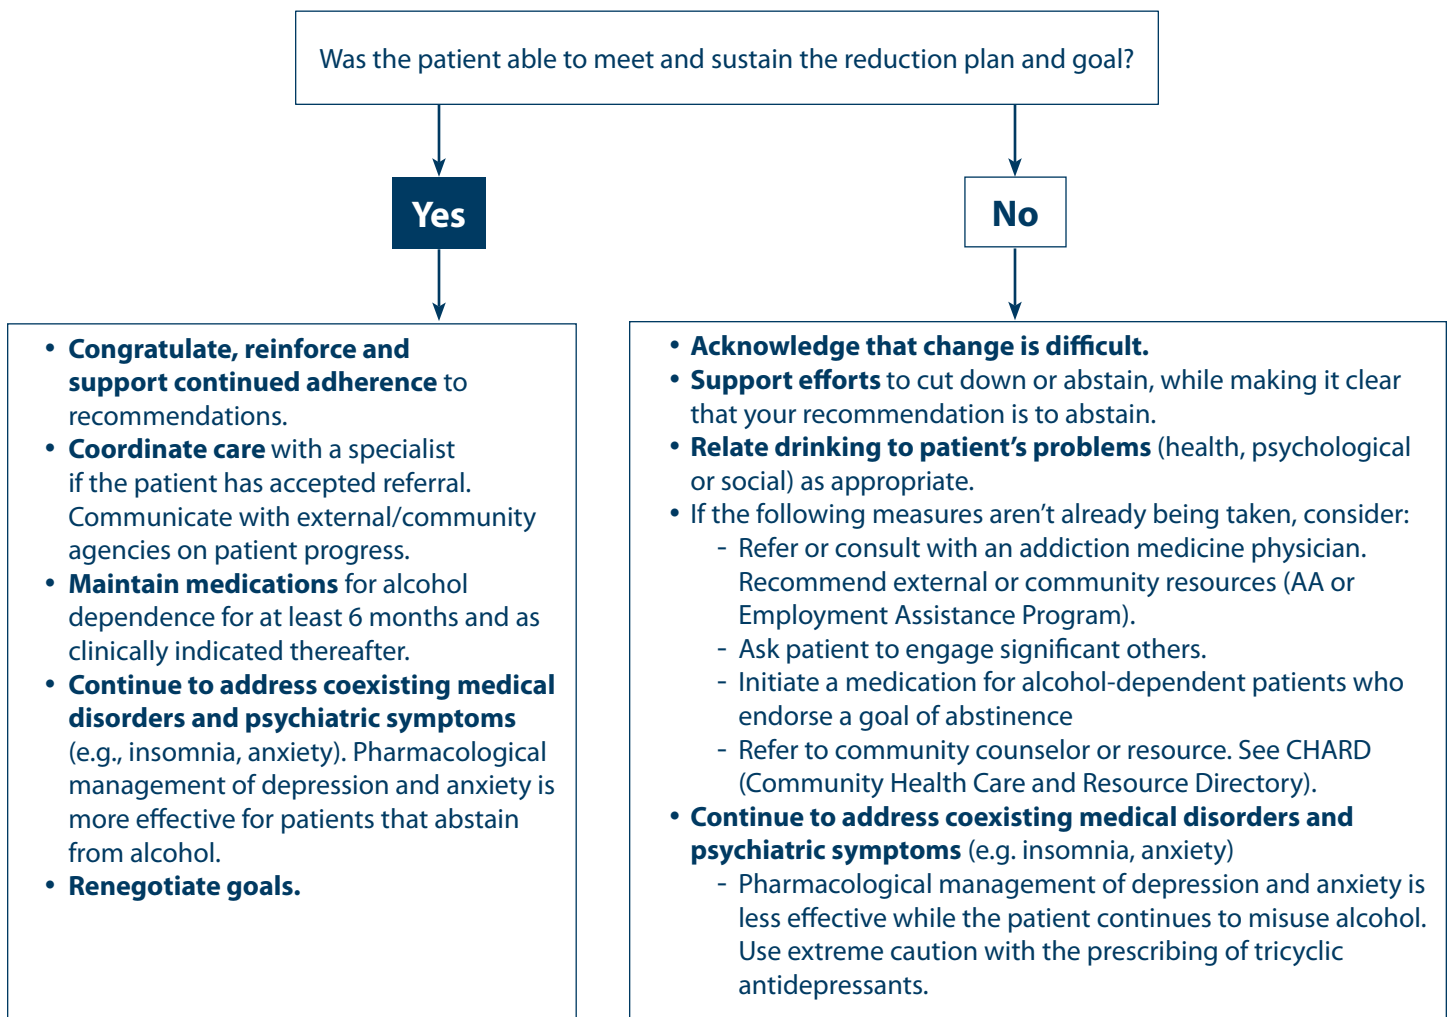 Was the patient able to meet and sustain the reduction plan and goal?
Yes
No
• Congratulate, reinforce and
support continued adherence to
recommendations.
• Coordinate care with a specialist
if the patient has accepted referral.
Communicate with external/community
agencies on patient progress.
• Maintain medications for alcohol
dependence for at least 6 months and as
clinically indicated thereafter.
• Continue to address coexisting medical
disorders and psychiatric symptoms
(e.g., insomnia, anxiety). Pharmacological
management of depression and anxiety is
more effective for patients that abstain
from alcohol.
• Renegotiate goals.
• Acknowledge that change is difficult.
• Support efforts to cut down or abstain, while making it clear
that your recommendation is to abstain.
• Relate drinking to patient’s problems (health, psychological
or social) as appropriate.
• If the following measures aren’t already being taken, consider:
- Refer or consult with an addiction medicine physician.
Recommend external or community resources (AA or
Employment Assistance Program).
- Ask patient to engage significant others.
- Initiate a medication for alcohol-dependent patients who
endorse a goal of abstinence
- Refer to community counselor or resource. See CHARD
(Community Health Care and Resource Directory).
• Continue to address coexisting medical disorders and
psychiatric symptoms (e.g. insomnia, anxiety)
- Pharmacological management of depression and anxiety is
less effective while the patient continues to misuse alcohol.
Use extreme caution with the prescribing of tricyclic
antidepressants.